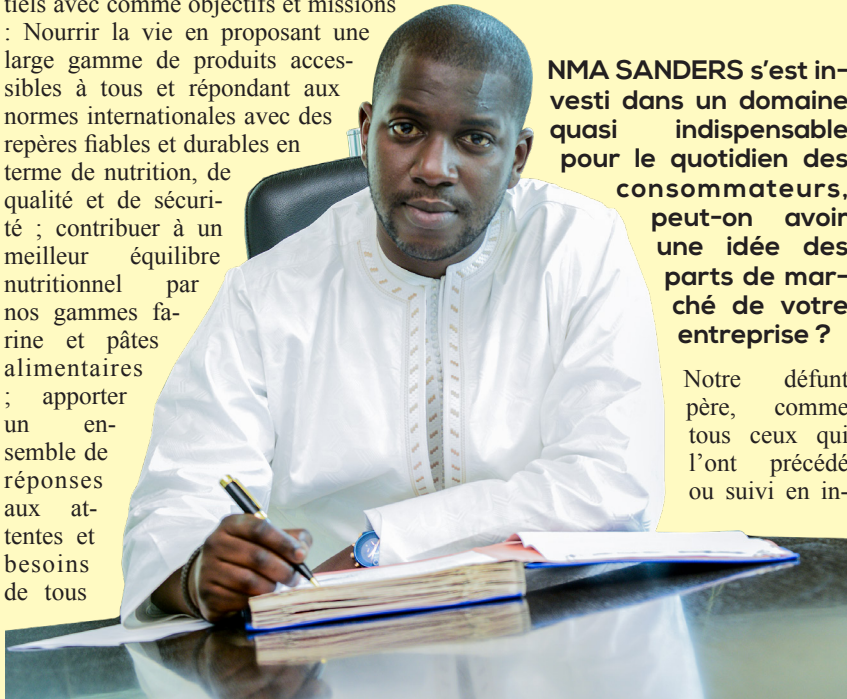 tiels avec comme objectifs et missions
: Nourrir la vie en proposant une
large gamme de produits acces-
sibles à tous et répondant aux
normes internationales avec des
repères fiables et durables en
terme de nutrition, de
qualité et de sécuri-
té ; contribuer à un
meilleur équilibre
nutritionnel par
nos gammes fa-
rine et pâtes
alimentaires
; apporter
un en-
semble de
réponses
aux at-
tentes et
besoins
de tous
NMA SANDERS s’est in-
vesti dans un domaine
quasi indispensable
pour le quotidien des
consommateurs,
peut-on avoir
une idée des
parts de mar-
ché de votre
entreprise ?
Notre défunt
père, comme
tous ceux qui
l’ont précédé
ou suivi en in-